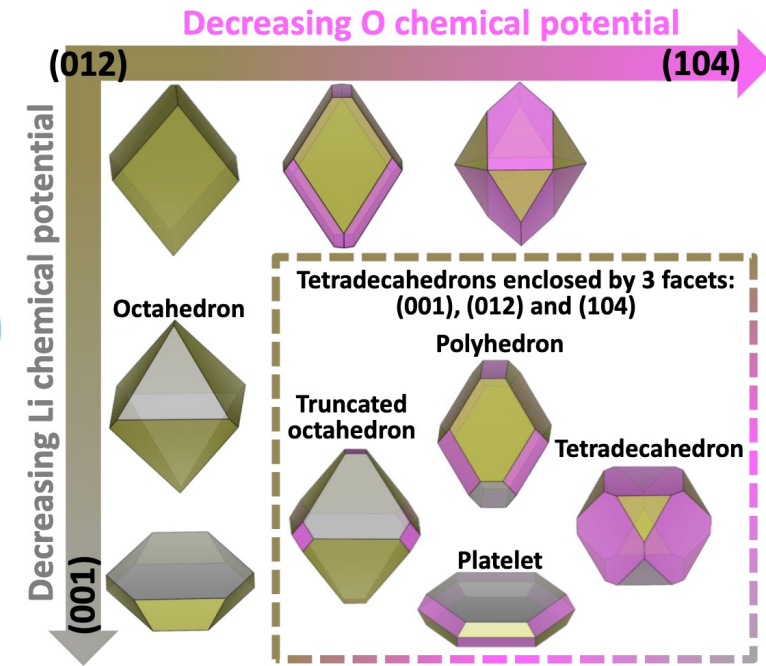 Decreasing O chemical potential
(012)
(104)
Decreasing Li chemical potential
(001)
Octahedron
Tetradecahedrons enclosed by 3 facets:
(001), (012) and (104)
Polyhedron
Truncated
octahedron
Tetradecahedron
Platelet